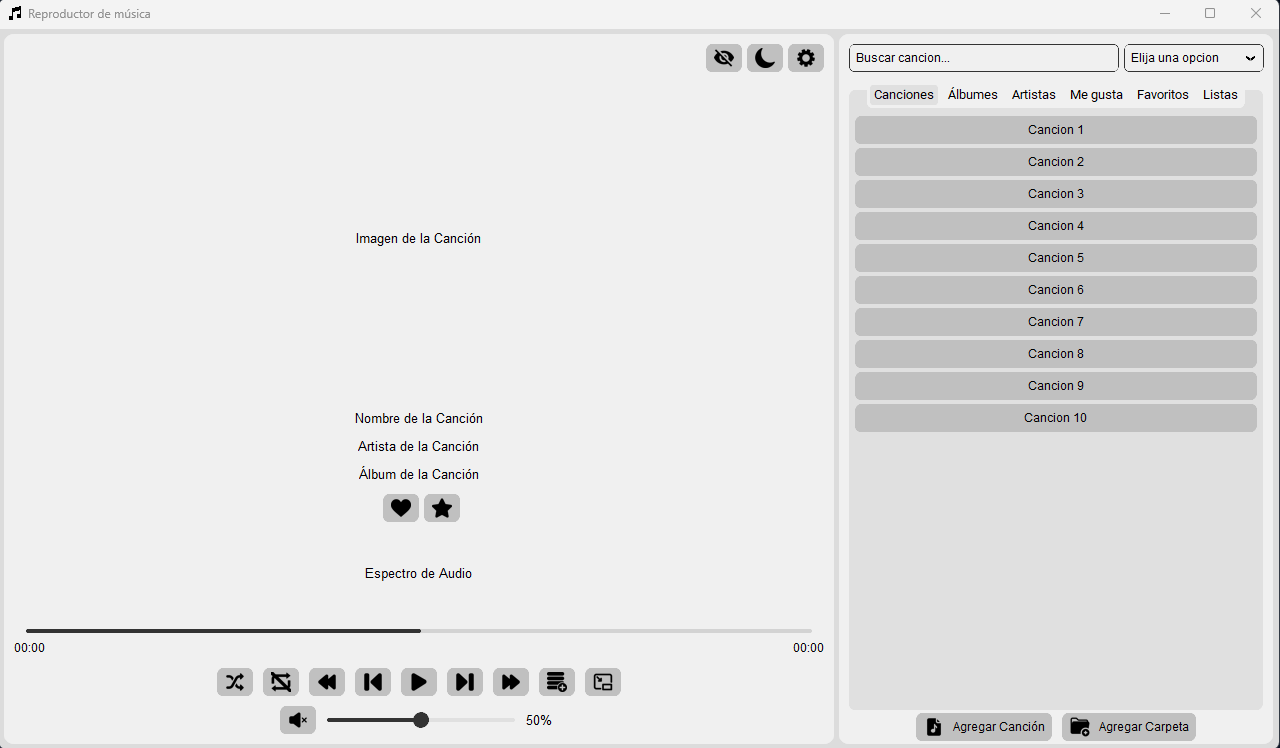 Reproductor de música
Buscar cancion...
Elija una opcion
Canciones Álbumes Artistas Me gusta Favoritos Listas
Cancion 1
Cancion 2
Cancion 3
Cancion 4
Cancion 5
Cancion 6
Cancion 7
Cancion 8
Cancion 9
Cancion 10
Imagen de la Canción
Nombre de la Canción
Artista de la Canción
Álbum de la Canción
Espectro de Audio
00:00 00:00
50%
Agregar Canción Agregar Carpeta